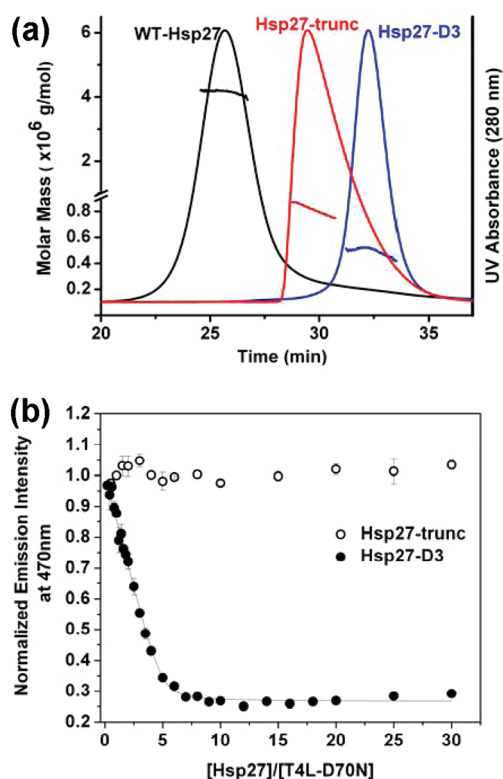 (a)
WT-Hsp27
Hsp27-trunc
Hsp27-D3
Molar Mass ( x10⁶ g/mol)
UV Absorbance (280 nm)
6
4
2
0.8
0.6
0.4
0.2
20 25 30 35
Time (min)
(b)
Normalized Emission Intensity
at 470nm
1.2
1.1
1.0
0.9
0.8
0.7
0.6
0.5
0.4
0.3
0.2
Hsp27-trunc
Hsp27-D3
0 5 10 15 20 25 30
[Hsp27]/[T4L-D70N]